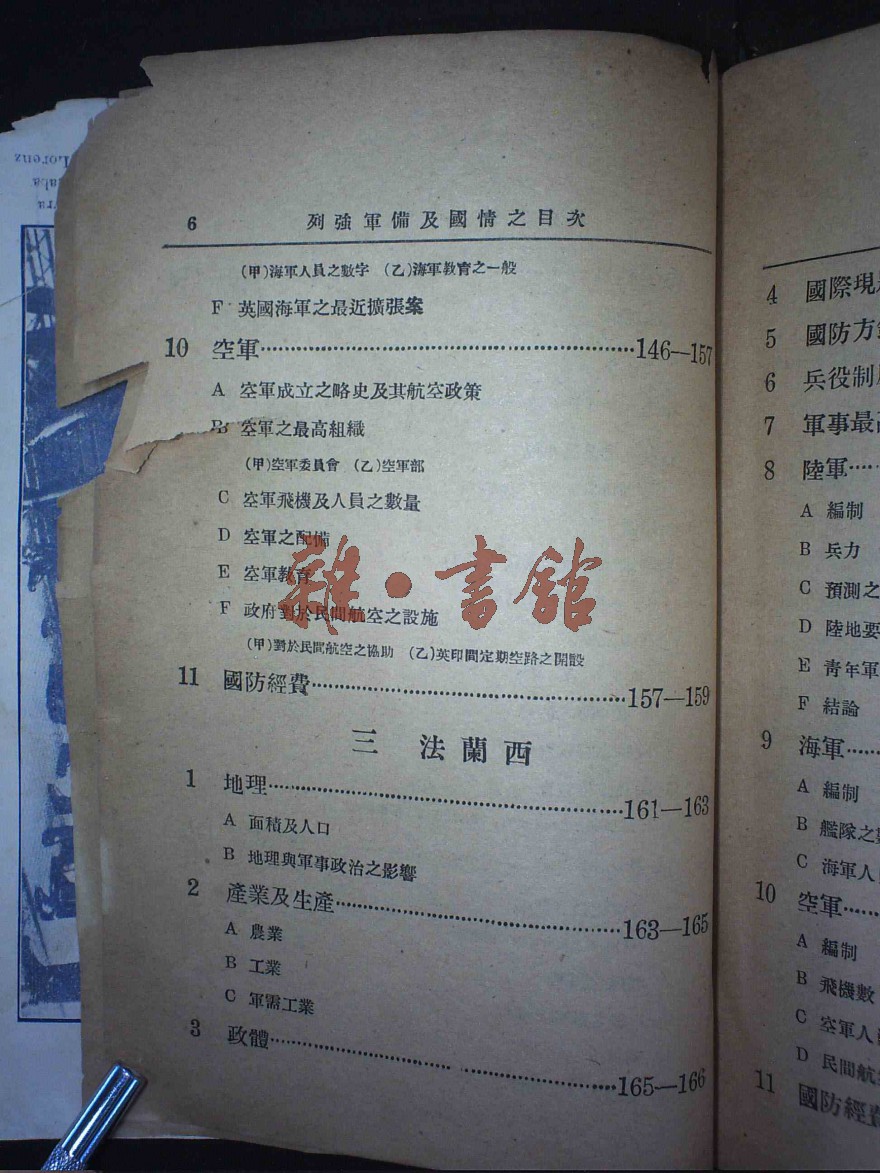 6 列強軍備及國情之目次
(甲)海軍人員之數字 (乙)海軍教育之一般
F 英國海軍之最近擴張案
10 空軍……146—157
A 空軍成立之略史及其航空政策
B 空軍之最高組織
(甲)空軍委員會 (乙)空軍部
C 空軍飛機及人員之數量
D 空軍之配備
E 空軍教育
F 政府對於民間航空之設施
(甲)對於民間航空之協助 (乙)英印間定期空路之開設
11 國防經費……157—159
三 法蘭西
1 地理……161—163
A 面積及人口
B 地理與軍事政治之影響
2 產業及生產……163—165
A 農業
B 工業
C 軍需工業
3 政體……165—166
雜·書館
4 國際現
5 國防方
6 兵役制
7 軍事最
8 陸軍…
A 編制
B 兵力
C 預測之
D 陸地要
E 青年軍
F 結論
9 海軍…
A 編制
B 艦隊之
C 海軍人
10 空軍…
A 編制
B 飛機數
C 空軍人
D 民間航
11 國防經費
Lorenz